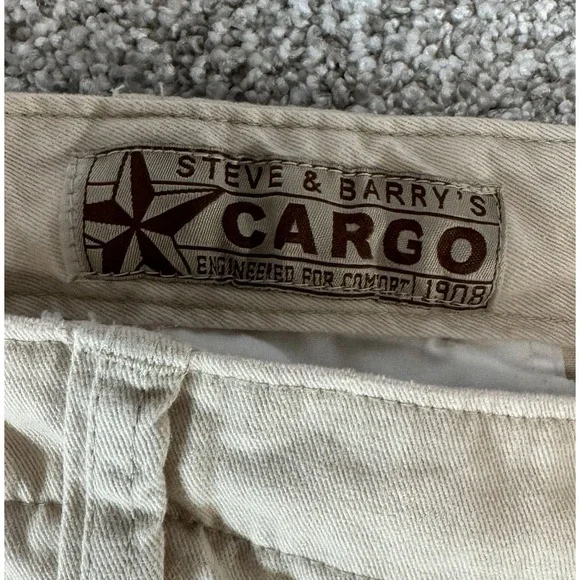 STEVE & BARRY'S
CARGO
ENGINEERED FOR COMFORT 1908